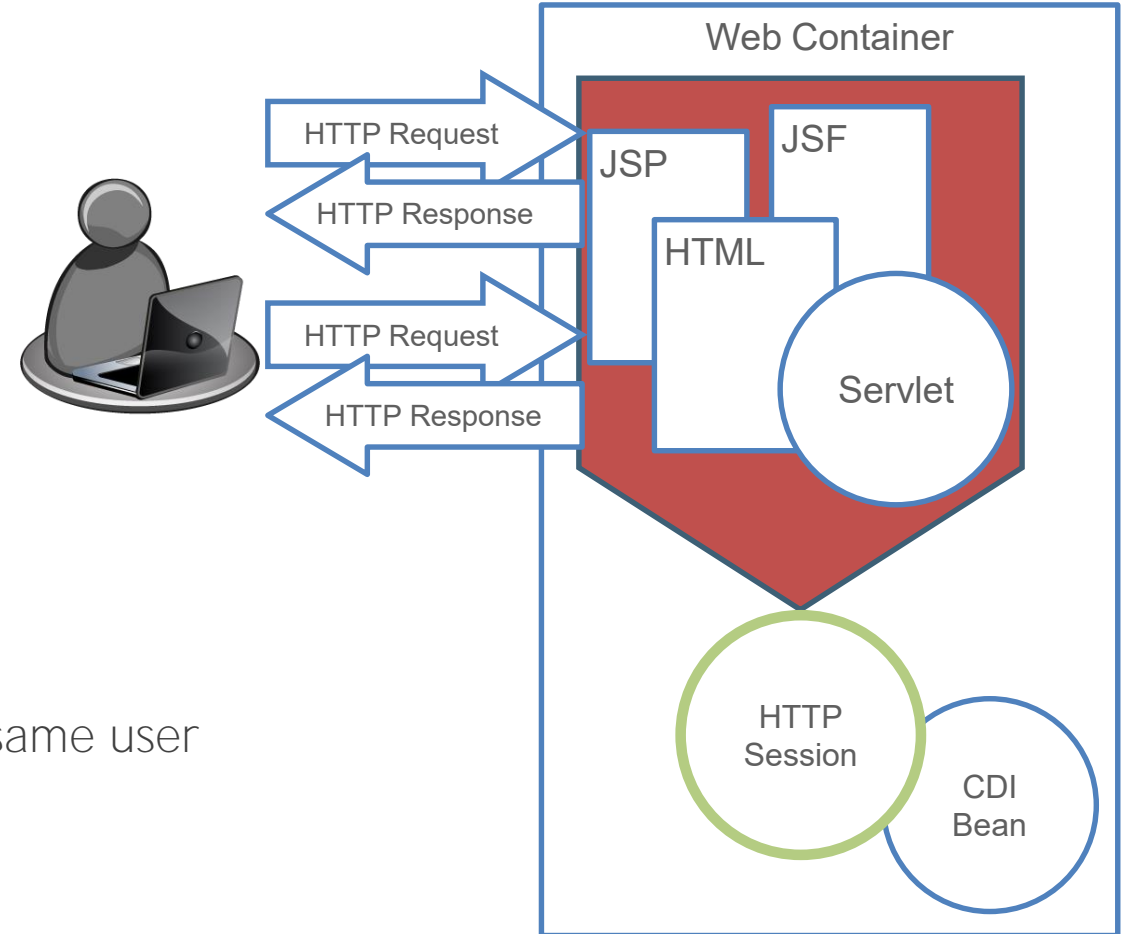 Web Container
HTTP Request
HTTP Response
HTTP Request
HTTP Response
JSP
JSF
HTML
Servlet
same user
HTTP
Session
CDI
Bean